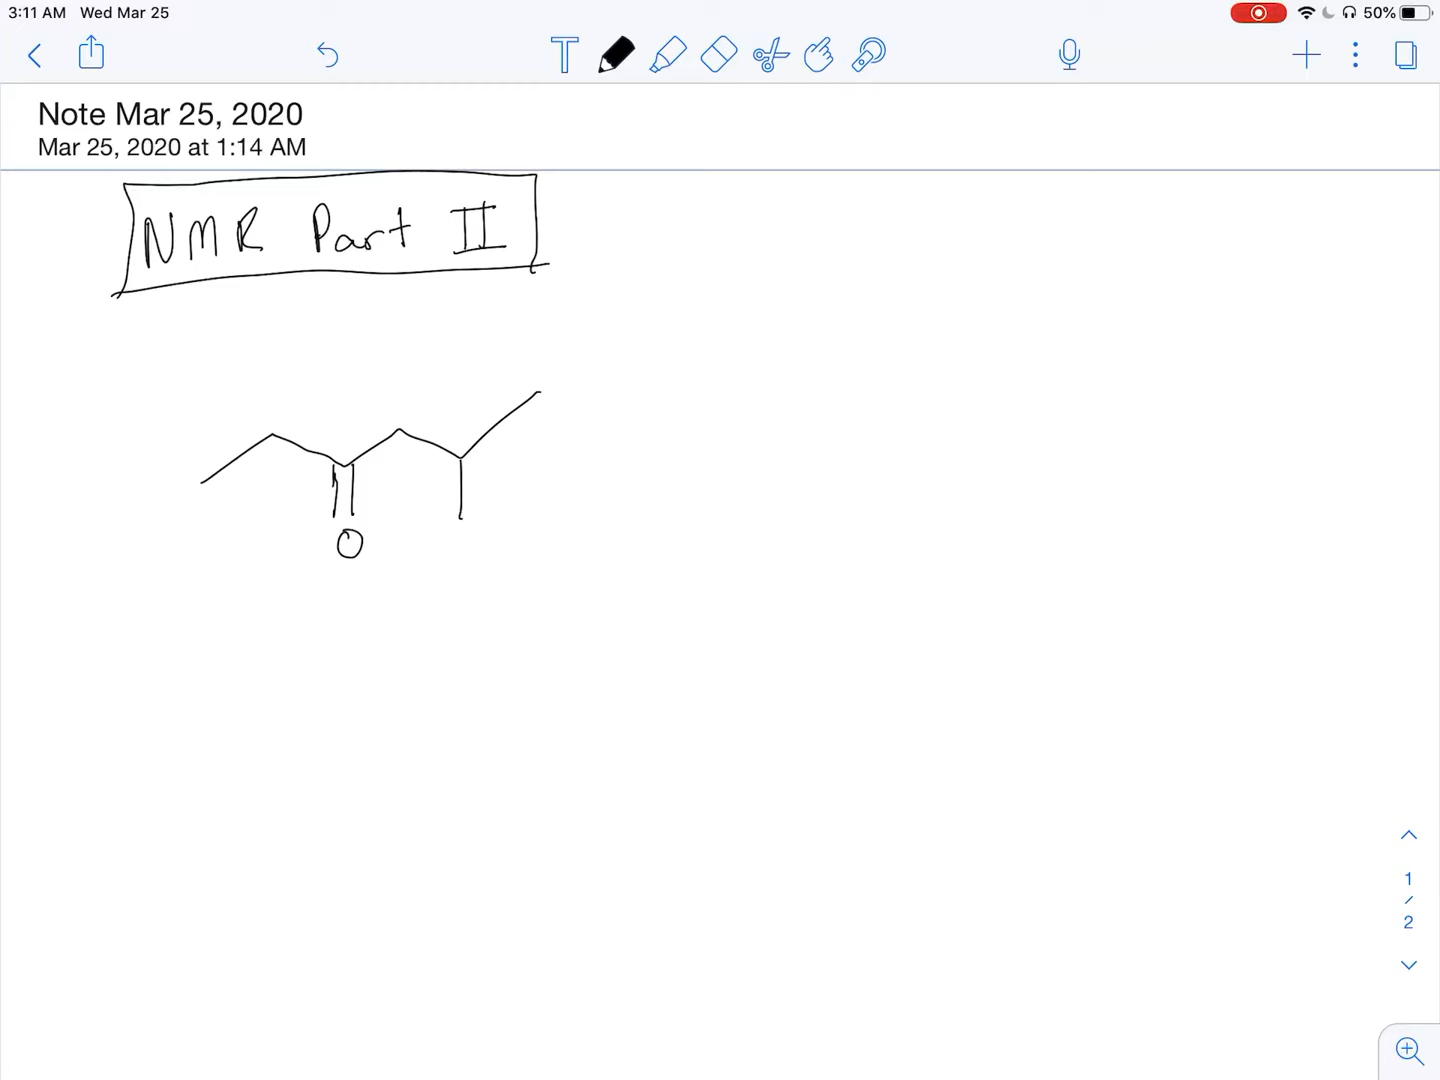 3:11 AM Wed Mar 25 50%
T
Note Mar 25, 2020
Mar 25, 2020 at 1:14 AM
NMR Part II
O
1
/
2